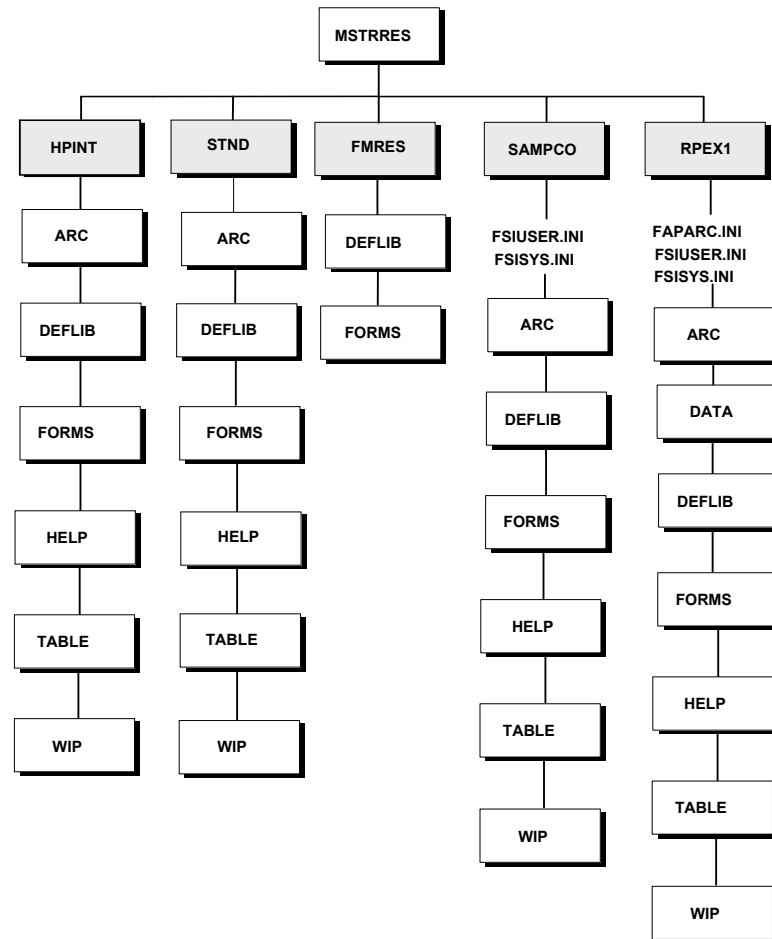 MSTRRES
HPINT
STND
FMRES
SAMPCO
RPEX1
ARC
DEFLIB
FORMS
HELP
TABLE
WIP
ARC
DEFLIB
FORMS
HELP
TABLE
WIP
DEFLIB
FORMS
FSIUSER.INI
FSISYS.INI
ARC
DEFLIB
FORMS
HELP
TABLE
WIP
FAPARC.INI
FSIUSER.INI
FSISYS.INI
ARC
DATA
DEFLIB
FORMS
HELP
TABLE
WIP